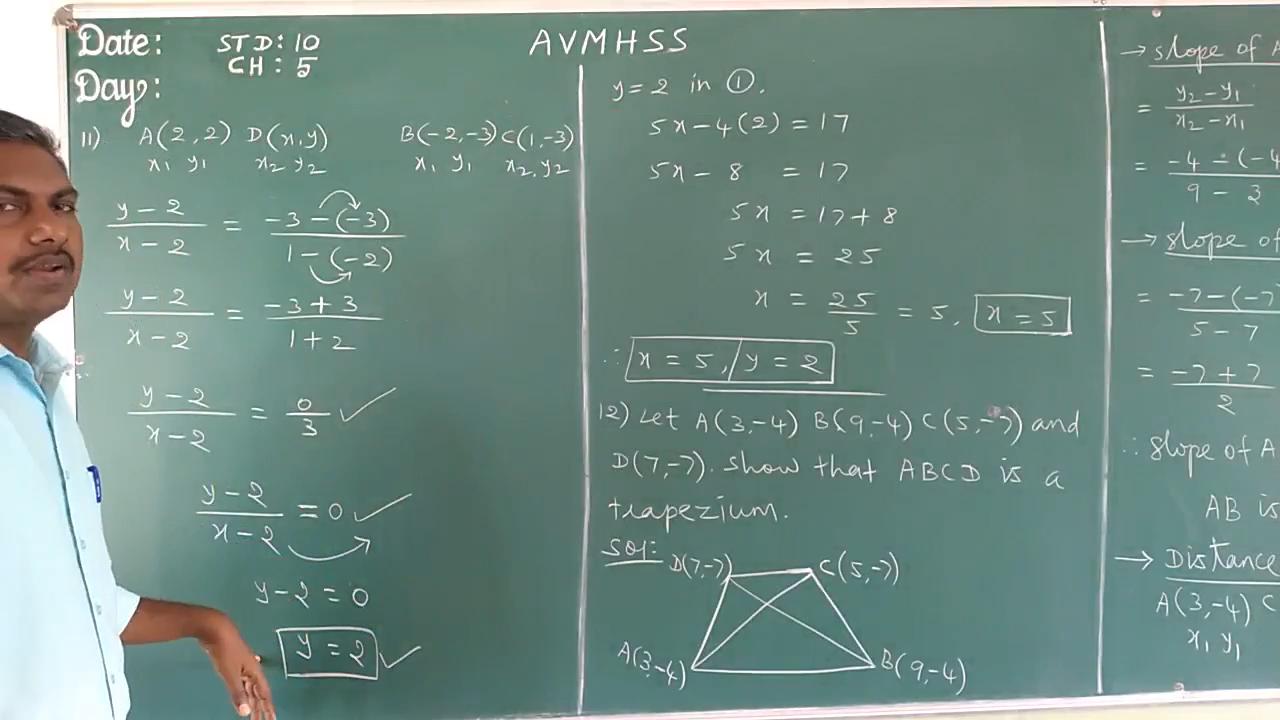 Date:
Day:
STD: 10
CH: 5
AVMHSS
11) A(2, 2) D(x, y) B(-2, -3) C(1, -3)
x₁ y₁ x₂ y₂ x₁ y₁ x₂, y₂
(y-2)/(x-2) = (-3-(-3))/(1-(-2))
(y-2)/(x-2) = (-3+3)/(1+2)
(y-2)/(x-2) = 0/3 ✓
(y-2)/(x-2) = 0 ✓
y-2 = 0
y = 2 ✓
y = 2 in ①.
5x-4(2) = 17
5x-8 = 17
5x = 17+8
5x = 25
x = 25/5 = 5, x = 5
∴ x = 5, / y = 2
12) Let A(3,-4) B(9,-4) C(5,-7) and
D(7,-7). show that ABCD is a
trapezium.
Sol:
D(7,-7) C(5,-7)
A(3,-4) B(9,-4)
→ slope of A
= (y₂-y₁)/(x₂-x₁)
= (-4-(-4/(9-3
→ slope of
= (-7-(-7/(5-7
= (-7+7)/2
∴ slope of A
AB is
→ Distance
A(3,-4) C
x₁ y₁